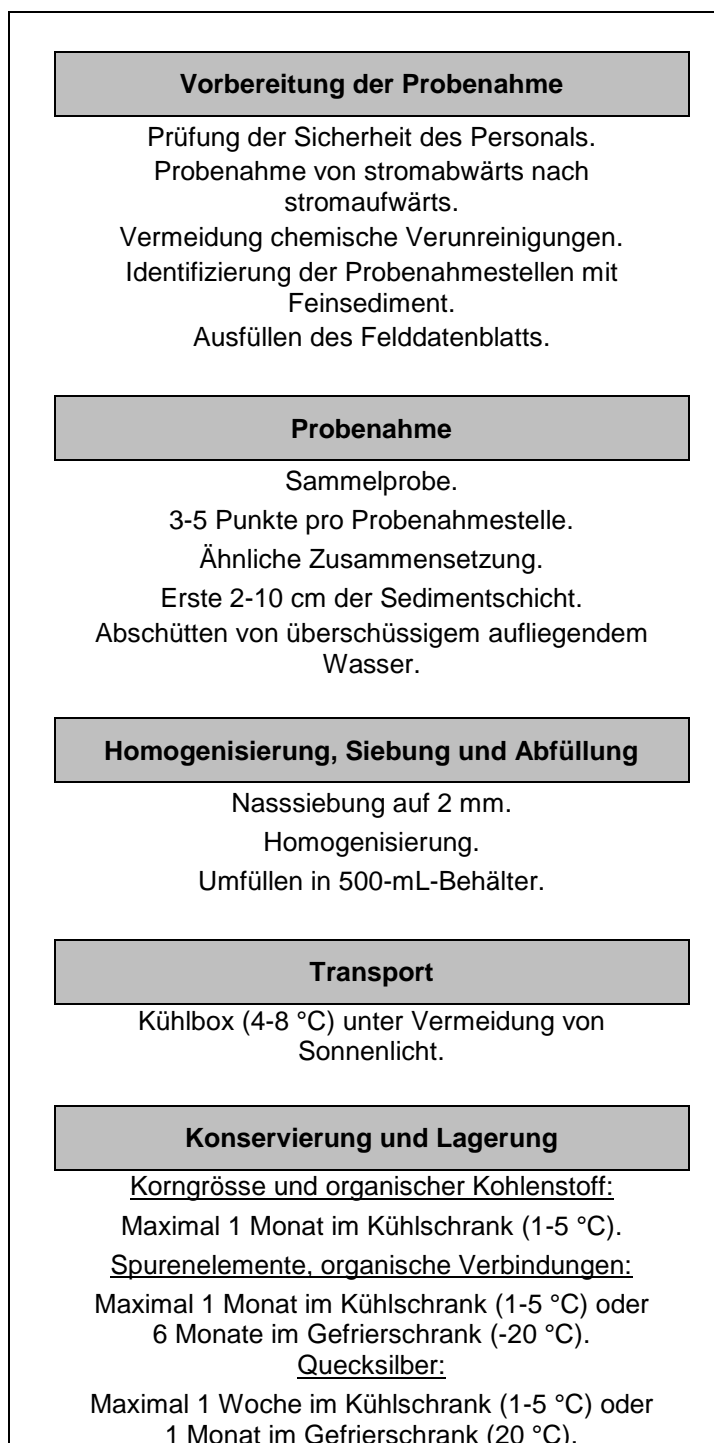 Vorbereitung der Probenahme
Prüfung der Sicherheit des Personals.
Probenahme von stromabwärts nach
stromaufwärts.
Vermeidung chemische Verunreinigungen.
Identifizierung der Probenahmestellen mit
Feinsediment.
Ausfüllen des Felddatenblatts.
Probenahme
Sammelprobe.
3-5 Punkte pro Probenahmestelle.
Ähnliche Zusammensetzung.
Erste 2-10 cm der Sedimentschicht.
Abschütten von überschüssigem aufliegendem
Wasser.
Homogenisierung, Siebung und Abfüllung
Nasssiebung auf 2 mm.
Homogenisierung.
Umfüllen in 500-mL-Behälter.
Transport
Kühlbox (4-8 °C) unter Vermeidung von
Sonnenlicht.
Konservierung und Lagerung
Korngrösse und organischer Kohlenstoff:
Maximal 1 Monat im Kühlschrank (1-5 °C).
Spurenelemente, organische Verbindungen:
Maximal 1 Monat im Kühlschrank (1-5 °C) oder
6 Monate im Gefrierschrank (-20 °C).
Quecksilber:
Maximal 1 Woche im Kühlschrank (1-5 °C) oder
1 Monat im Gefrierschrank (20 °C).